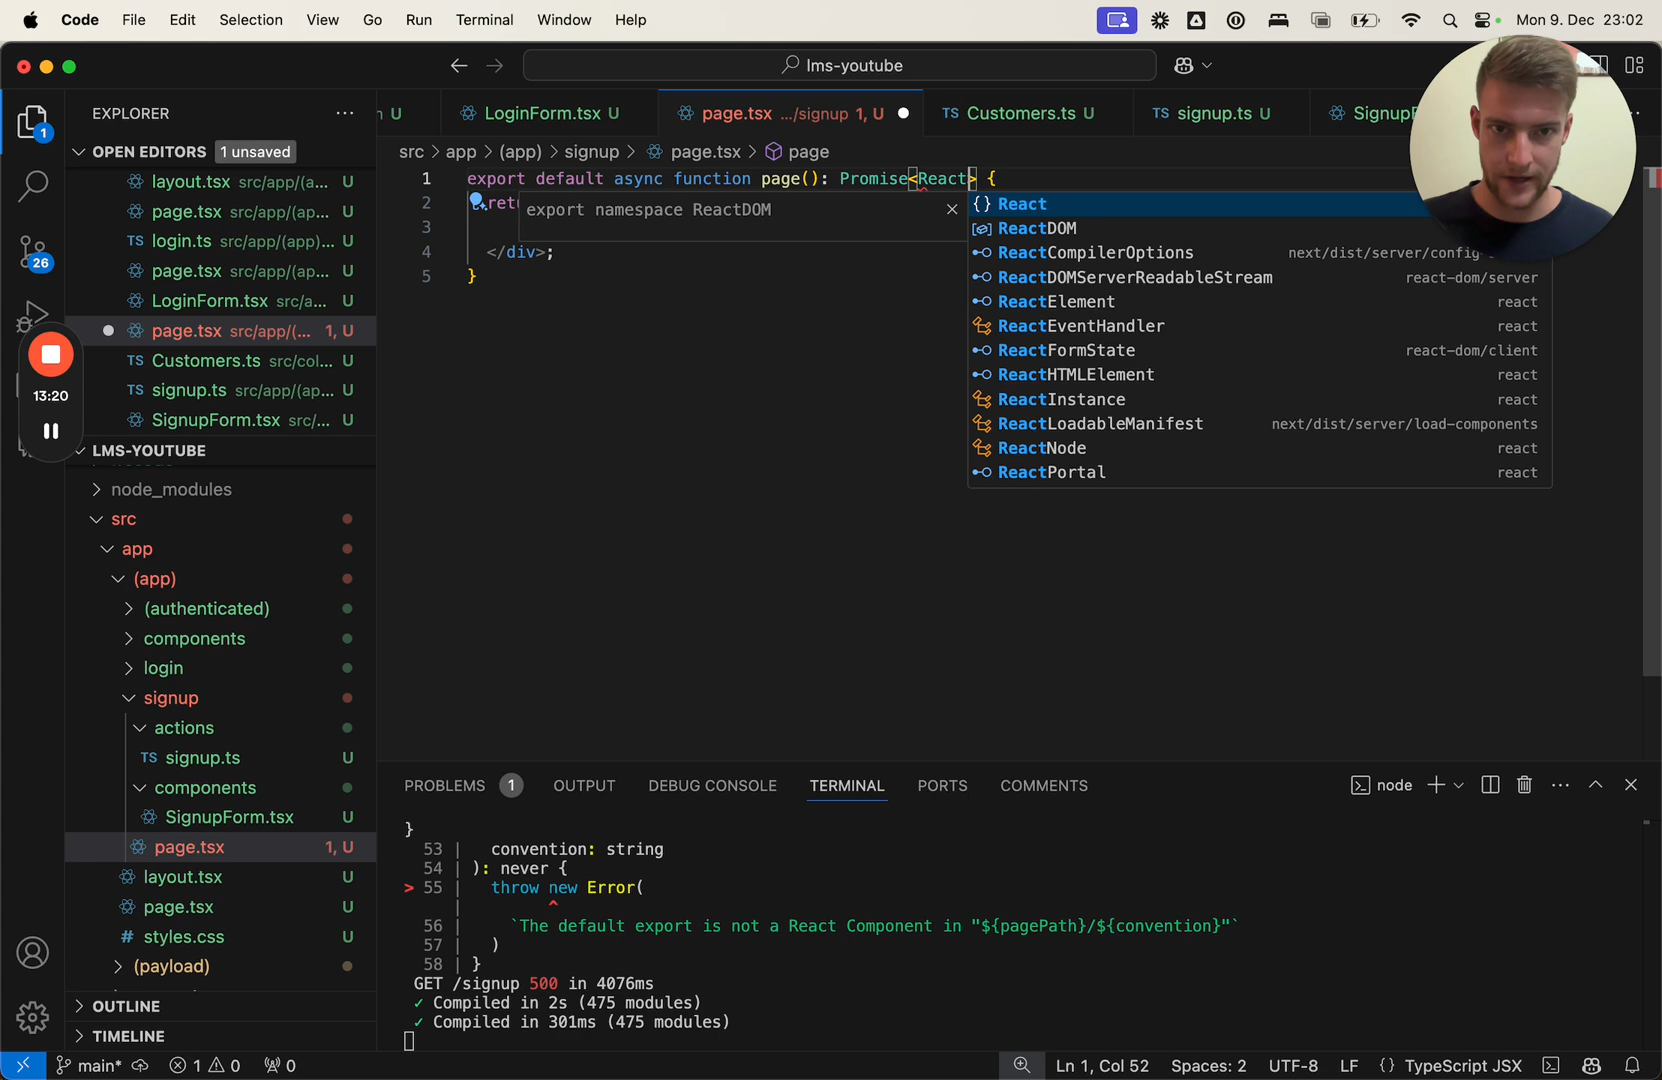 Code File Edit Selection View Go Run Terminal Window Help
Mon 9. Dec 23:02
lms-youtube
EXPLORER
U
LoginForm.tsx U
page.tsx .../signup 1, U
TS Customers.ts U
TS signup.ts U
OPEN EDITORS 1 unsaved
src > app > (app) > signup > page.tsx > page
layout.tsx src/app/(a... U
page.tsx src/app/(a... U
TS login.ts src/app/(app)... U
page.tsx src/app/(a... U
LoginForm.tsx src/a... U
page.tsx src/app/(... 1, U
TS Customers.ts src/col... U
TS signup.ts src/app/(ap... U
SignupForm.tsx src/... U
13:20
1 export default async function page(): Promise<React> {
2
3
4 </div>;
5 }
export namespace ReactDOM
React
ReactDOM
ReactCompilerOptions next/dist/server/config
ReactDOMServerReadableStream react-dom/server
ReactElement react
ReactEventHandler react
ReactFormState react-dom/client
ReactHTMLElement react
ReactInstance react
ReactLoadableManifest next/dist/server/load-components
ReactNode react
ReactPortal react
1
26
LMS-YOUTUBE
node_modules
src
app
(app)
(authenticated)
components
login
signup
actions
TS signup.ts U
components
SignupForm.tsx U
page.tsx 1, U
layout.tsx U
page.tsx U
# styles.css U
(payload)
OUTLINE
TIMELINE
PROBLEMS 1 OUTPUT DEBUG CONSOLE TERMINAL PORTS COMMENTS
node
}
53 | convention: string
54 | ): never {
> 55 | throw new Error(
| ^
56 | `The default export is not a React Component in "${pagePath}/${convention}"`
57 | )
58 | }
GET /signup 500 in 4076ms
✓ Compiled in 2s (475 modules)
✓ Compiled in 301ms (475 modules)
main* 1 0 0
Ln 1, Col 52 Spaces: 2 UTF-8 LF {} TypeScript JSX